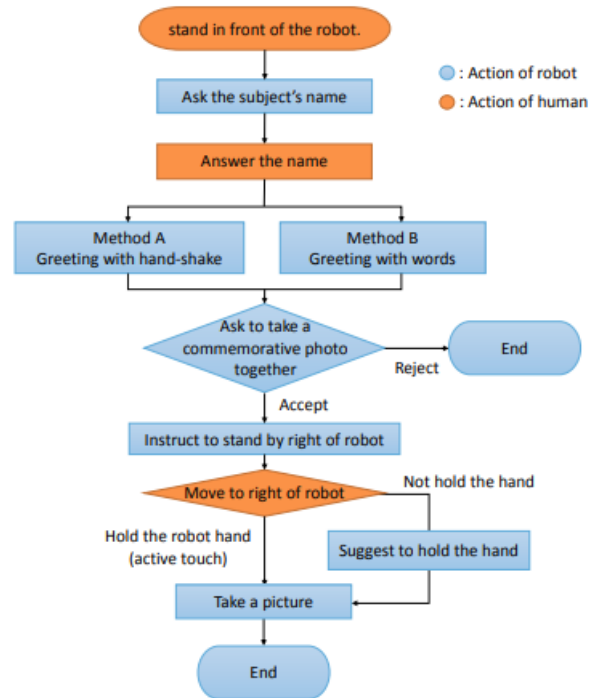 stand in front of the robot.
: Action of robot
: Action of human
Ask the subject's name
Answer the name
Method A
Greeting with hand-shake
Method B
Greeting with words
Ask to take a
commemorative photo
together
End
Reject
Accept
Instruct to stand by right of robot
Move to right of robot
Not hold the hand
Hold the robot hand
(active touch)
Suggest to hold the hand
Take a picture
End